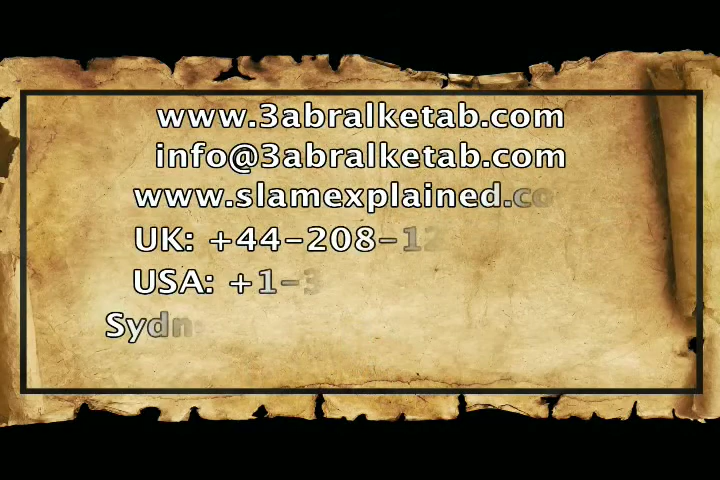 www.3abralketab.com
info@3abralketab.com
www.slamexplained.co
UK: +44-208-12
USA: +1-3
Sydn